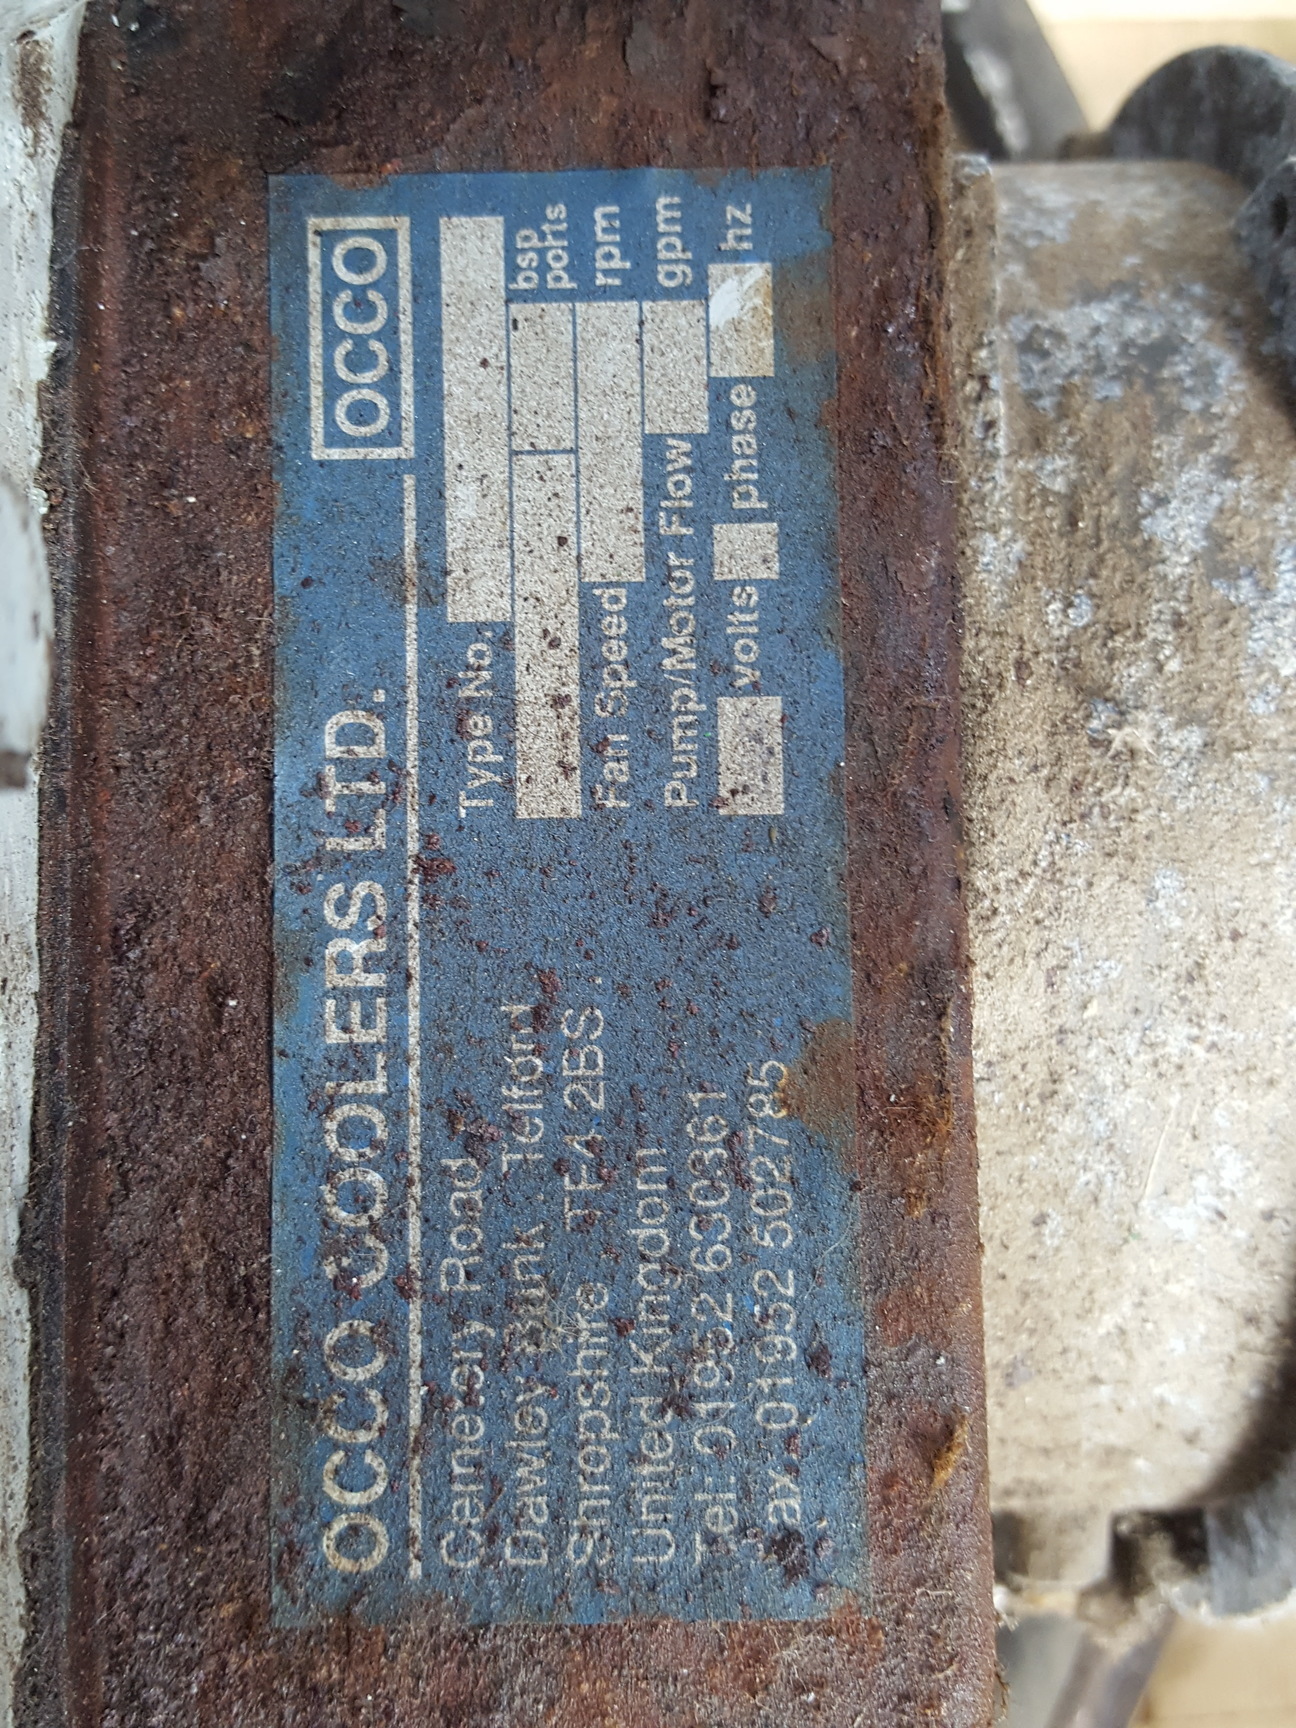 OCCO COOLERS LTD.
OCCO
Cemetery Road
Dawley Bank Telford
Shropshire TF4 2BS
United Kingdom
Tel: 01952 630361
ax 01952 502785
Type No.
bsp
ports
Fan Speed rpm
Pump/Motor Flow gpm
volts phase hz